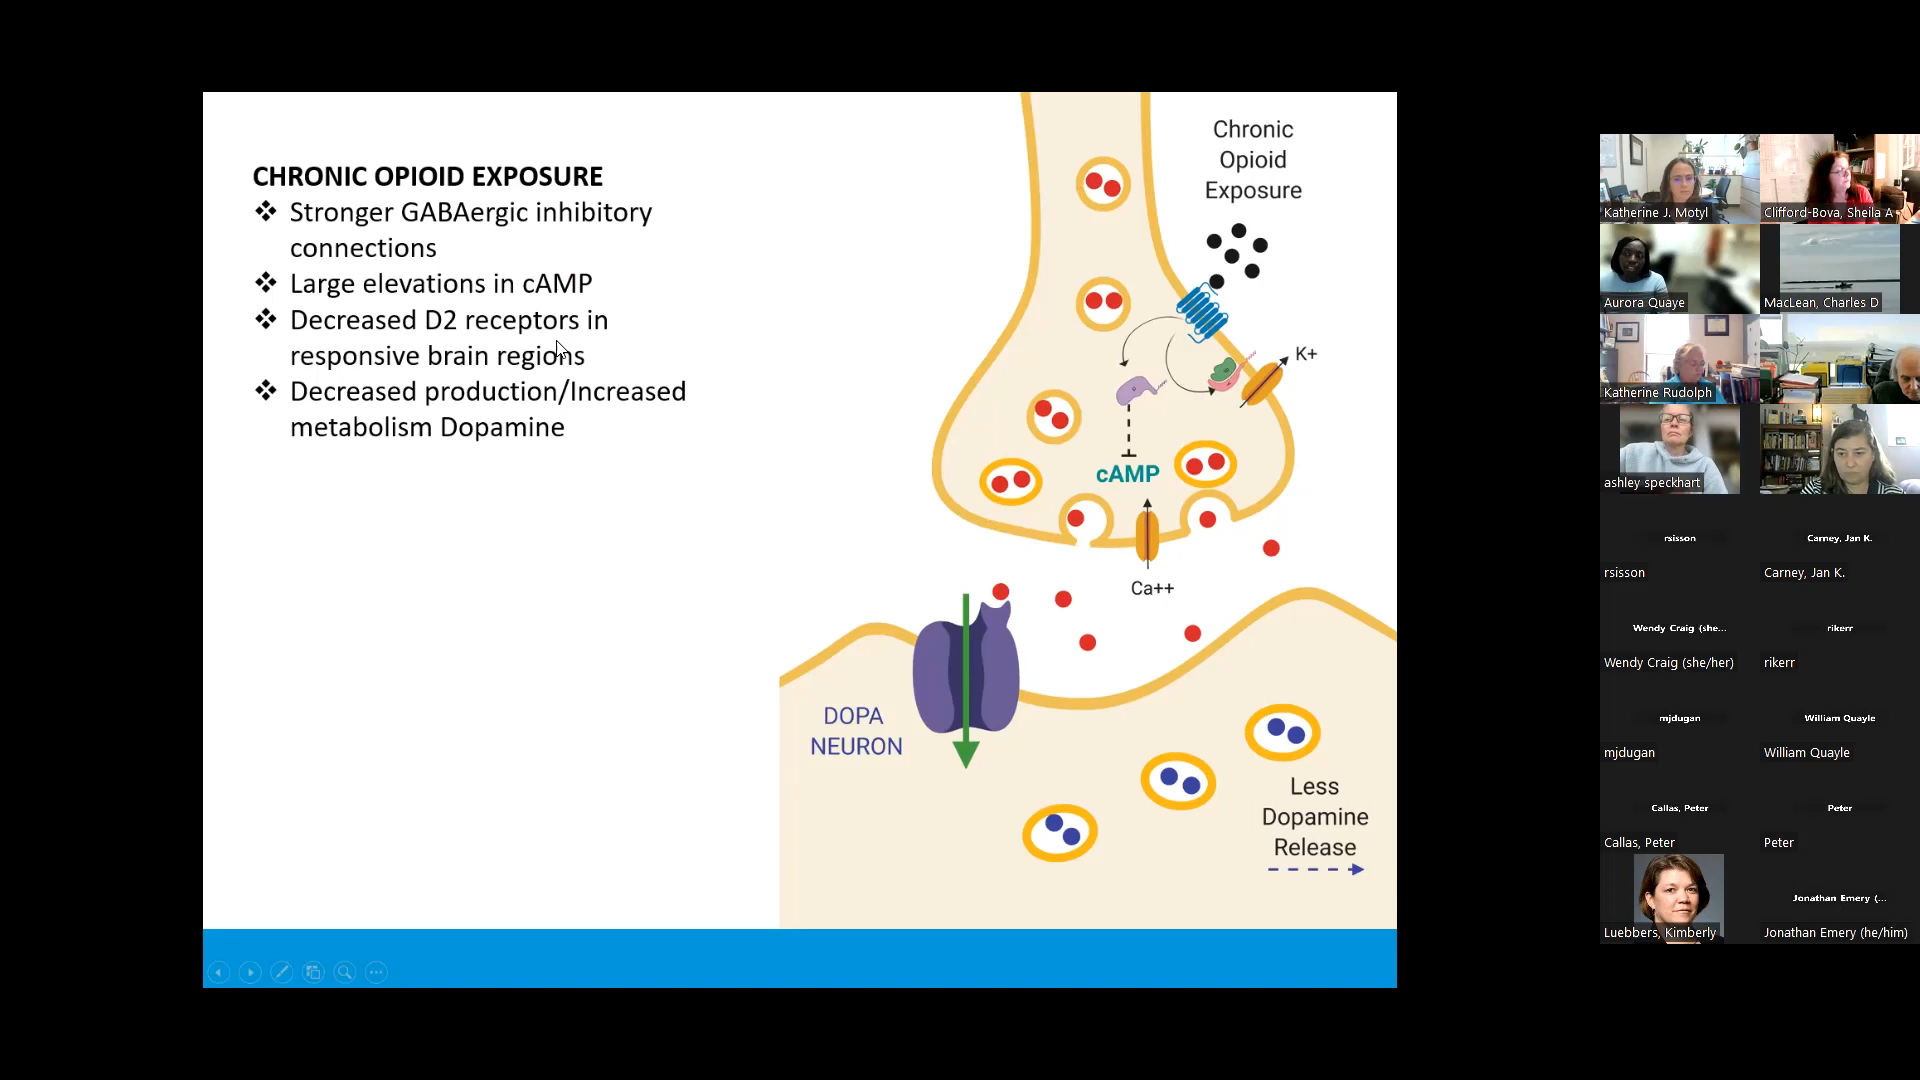 CHRONIC OPIOID EXPOSURE
❖ Stronger GABAergic inhibitory
connections
❖ Large elevations in cAMP
❖ Decreased D2 receptors in
responsive brain regions
❖ Decreased production/Increased
metabolism Dopamine
Chronic
Opioid
Exposure
K+
cAMP
Ca++
DOPA
NEURON
Less
Dopamine
Release
Katherine J. Motyl
Clifford-Bova, Sheila A
Aurora Quaye
MacLean, Charles D
Katherine Rudolph
ashley speckhart
rsisson
Carney, Jan K.
rsisson
Carney, Jan K.
Wendy Craig (she...
rikerr
Wendy Craig (she/her)
rikerr
mjdugan
William Quayle
mjdugan
William Quayle
Callas, Peter
Peter
Callas, Peter
Peter
Jonathan Emery (...
Luebbers, Kimberly
Jonathan Emery (he/him)